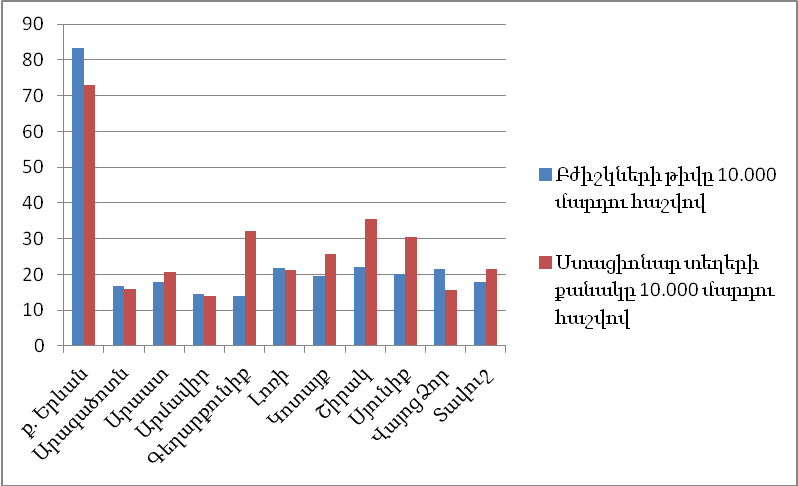 90
80
70
60
50
40
30
20
10
0
ք. Երևան
Արագածոտն
Արաատ
Արմավիր
Գեղարքունիք
Լոռի
Կոտայք
Շիրակ
Սյունիք
Վայոց Ձոր
Տավուշ
Բժիշկների թիվը 10.000
մարդու հաշվով
Ստացիոնար տեղերի
քանակը 10.000 մարդու
հաշվով